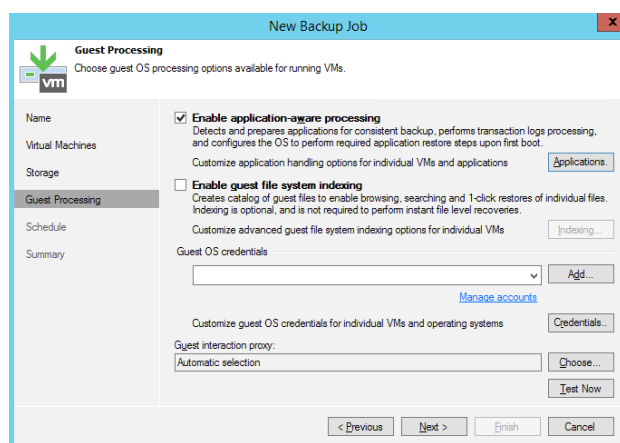 New Backup Job
x
Guest Processing
Choose guest OS processing options available for running VMs.
vm
Name
Virtual Machines
Storage
Guest Processing
Schedule
Summary
Enable application-aware processing
Detects and prepares applications for consistent backup, performs transaction logs processing,
and configures the OS to perform required application restore steps upon first boot.
Customize application handling options for individual VMs and applications
Applications.
Enable guest file system indexing
Creates catalog of guest files to enable browsing, searching and 1-click restores of individual files.
Indexing is optional, and is not required to perform instant file level recoveries.
Customize advanced guest file system indexing options for individual VMs
Indexing...
Guest OS credentials
Add...
Manage accounts
Customize guest OS credentials for individual VMs and operating systems
Credentials..
Guest interaction proxy:
Automatic selection
Choose...
Test Now
< Previous
Next >
Finish
Cancel